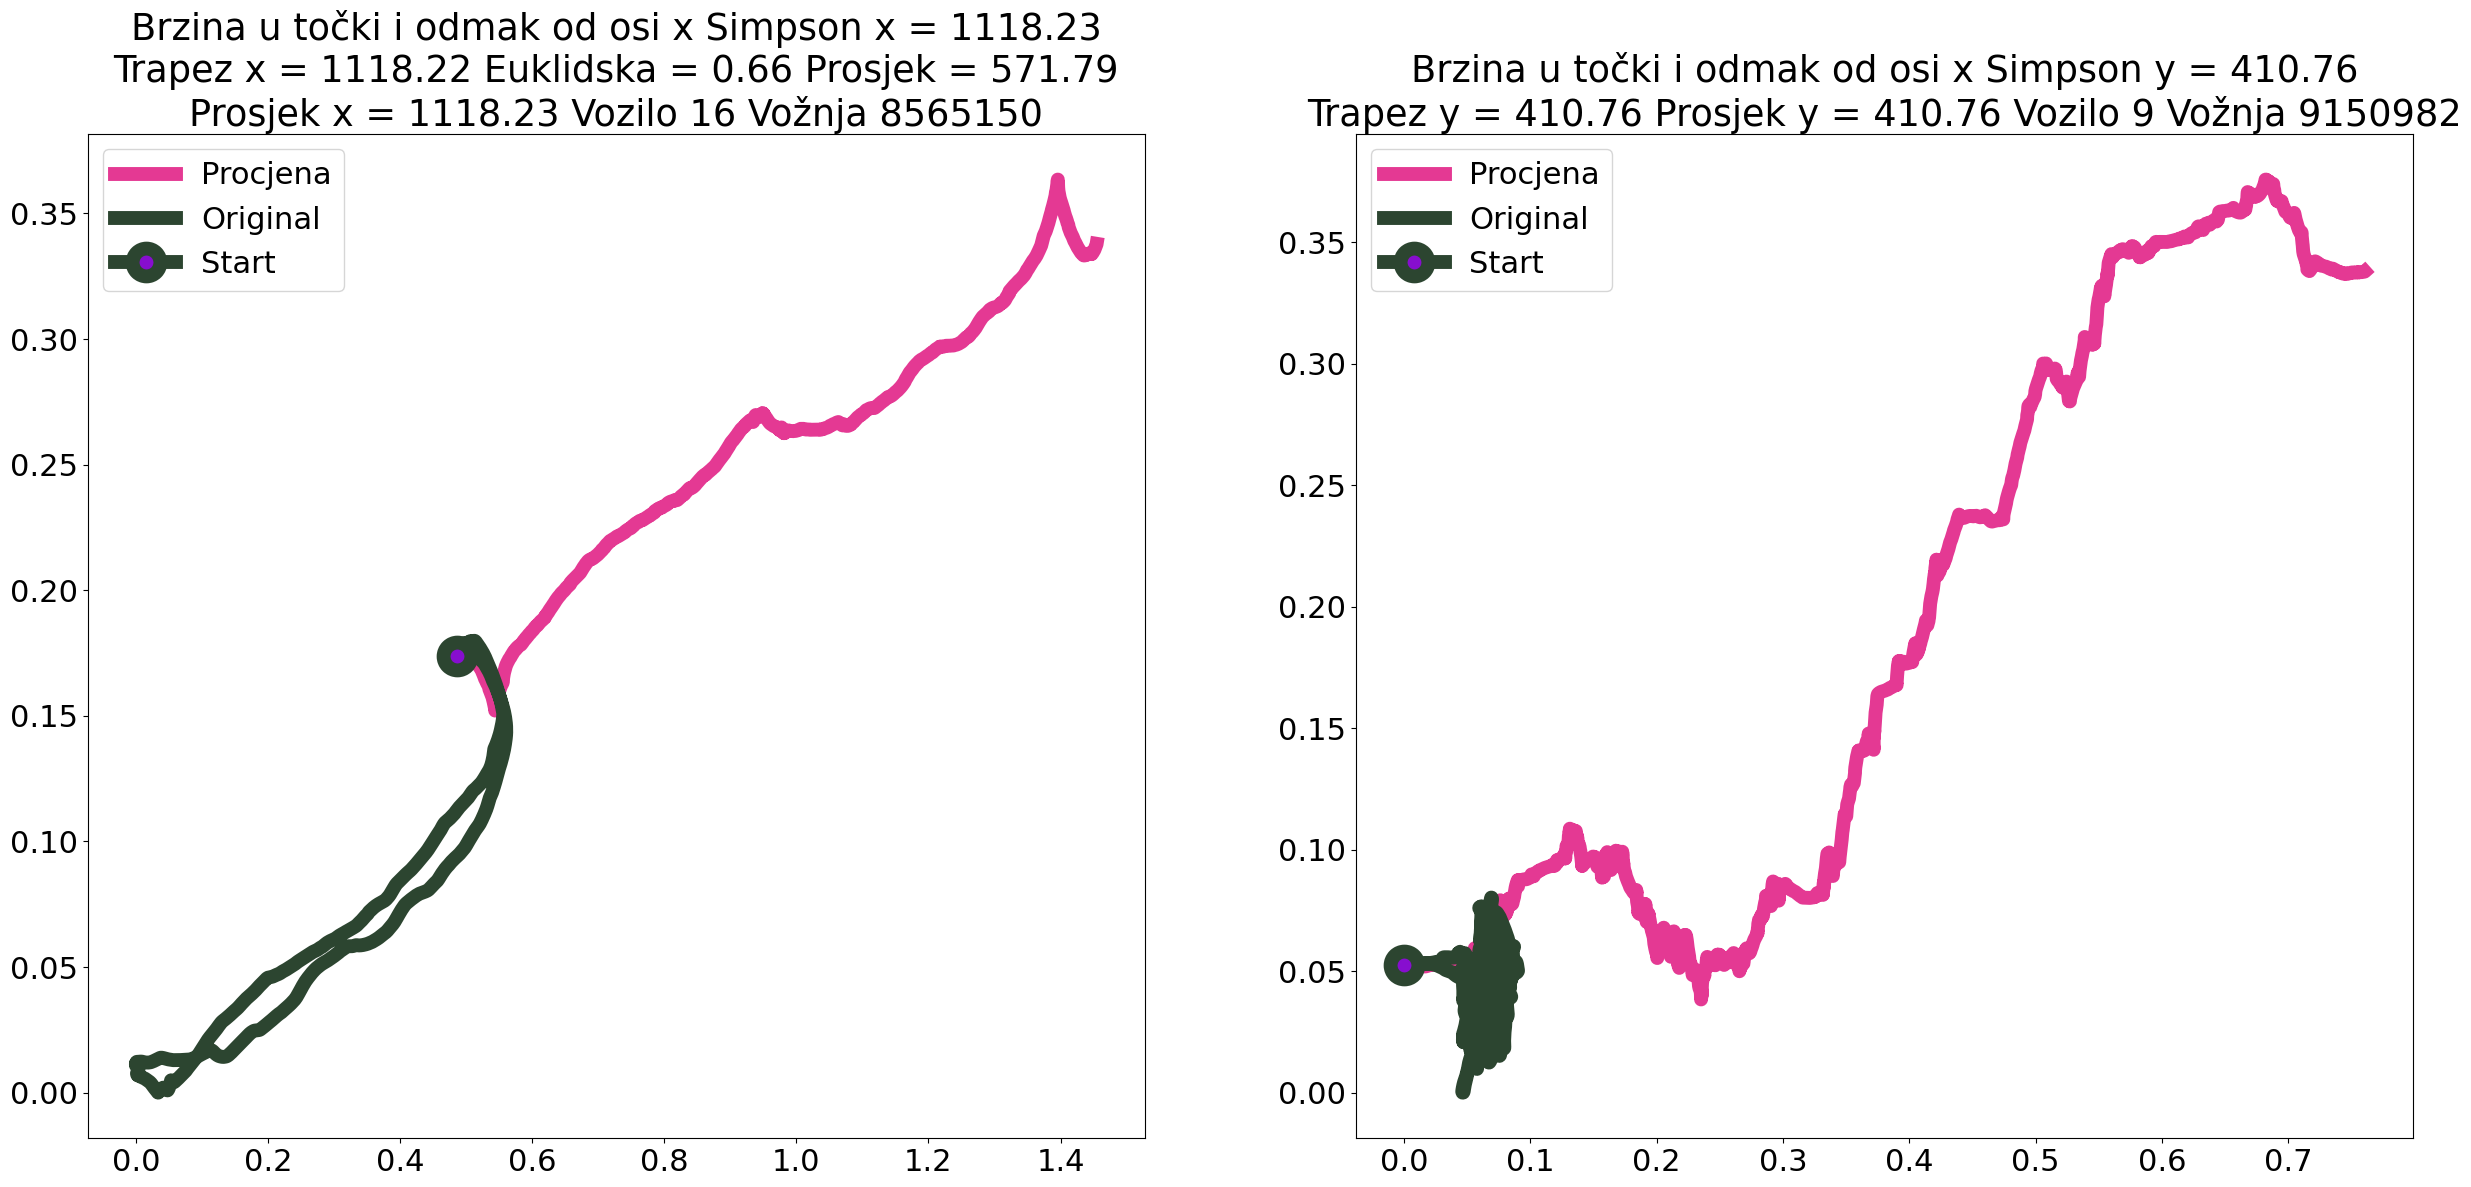 Brzina u točki i odmak od osi x Simpson x = 1118.23
Trapez x = 1118.22 Euklidska = 0.66 Prosjek = 571.79
Prosjek x = 1118.23 Vozilo 16 Vožnja 8565150
Procjena
Original
Start
0.35
0.30
0.25
0.20
0.15
0.10
0.05
0.00
0.0 0.2 0.4 0.6 0.8 1.0 1.2 1.4
Brzina u točki i odmak od osi x Simpson y = 410.76
Trapez y = 410.76 Prosjek y = 410.76 Vozilo 9 Vožnja 9150982
Procjena
Original
Start
0.35
0.30
0.25
0.20
0.15
0.10
0.05
0.00
0.0 0.1 0.2 0.3 0.4 0.5 0.6 0.7